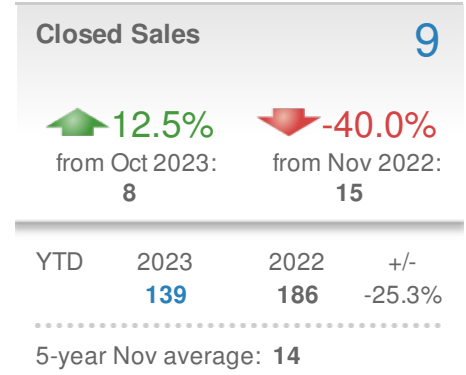 Closed Sales 9
12.5% -40.0%
from Oct 2023: from Nov 2022:
8 15
YTD 2023 2022 +/-
139 186 -25.3%
5-year Nov average: 14